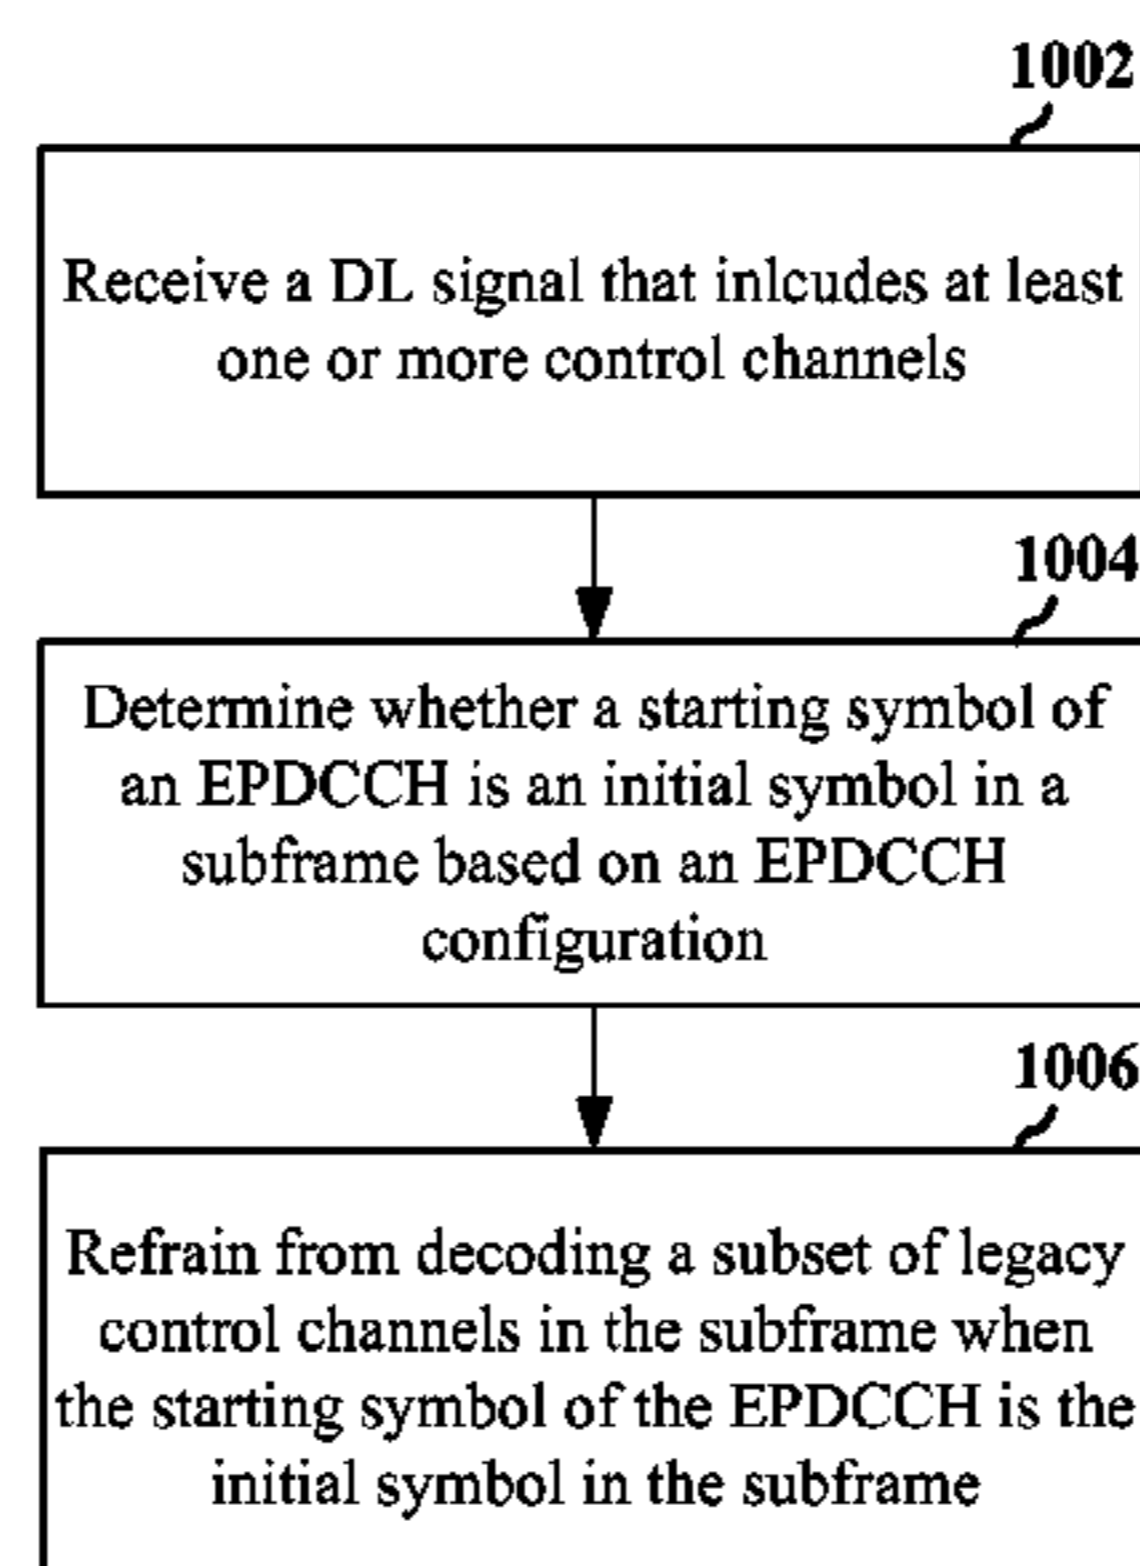 1002
Receive a DL signal that inlcudes at least
one or more control channels
1004
Determine whether a starting symbol of
an EPDCCH is an initial symbol in a
subframe based on an EPDCCH
configuration
1006
Refrain from decoding a subset of legacy
control channels in the subframe when
the starting symbol of the EPDCCH is the
initial symbol in the subframe